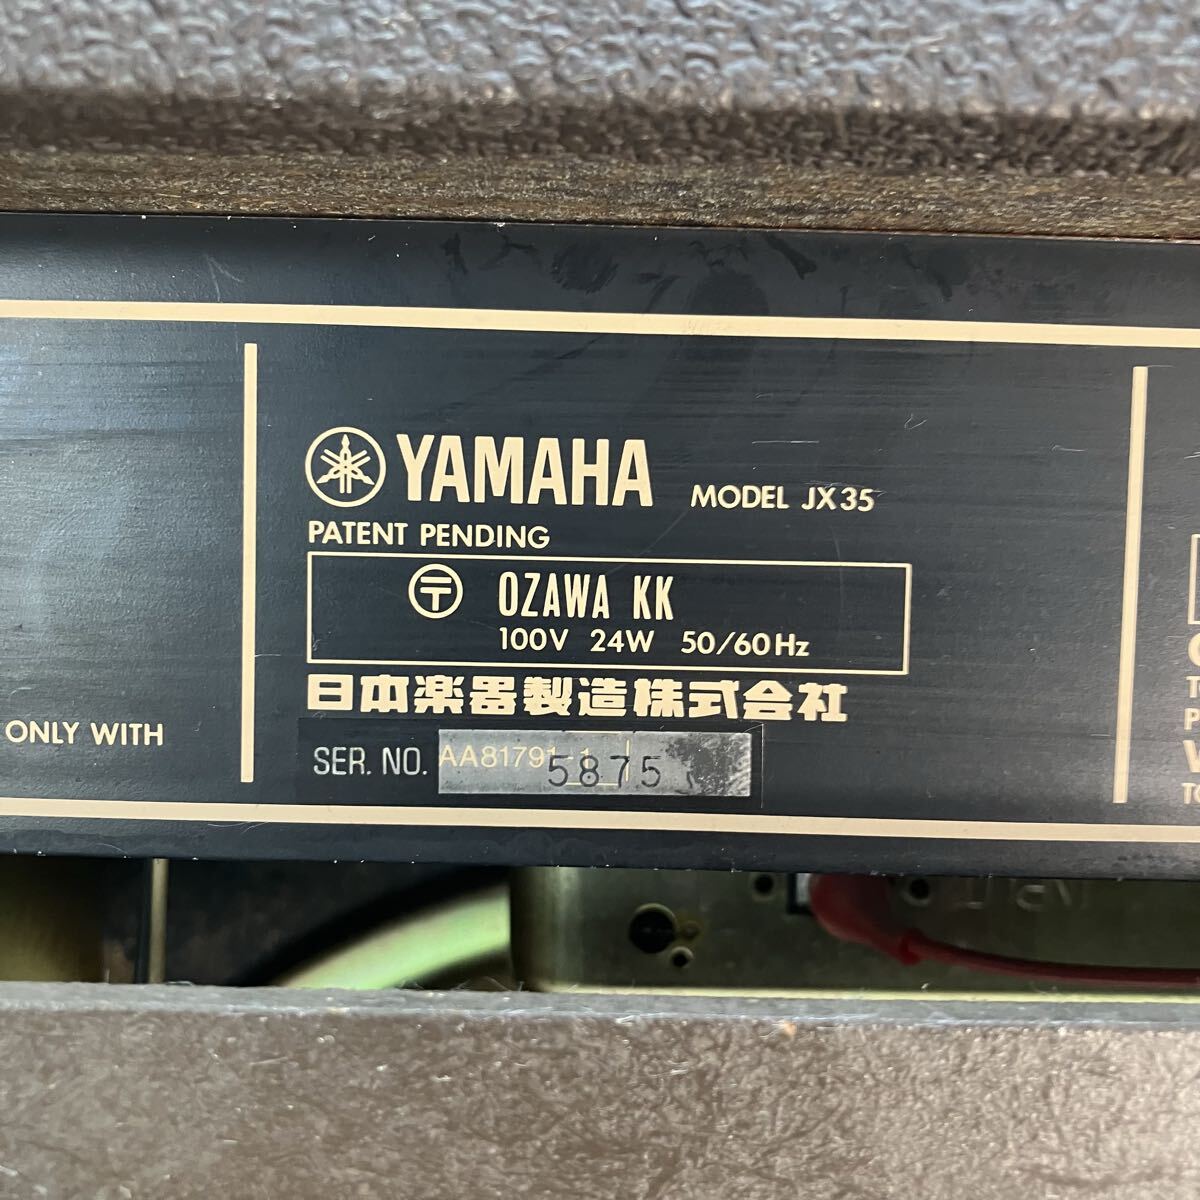 YAMAHA MODEL JX35
PATENT PENDING
〒 OZAWA KK
100V 24W 50/60Hz
日本楽器製造株式会社
SER. NO. AA81791-1
5875
ONLY WITH